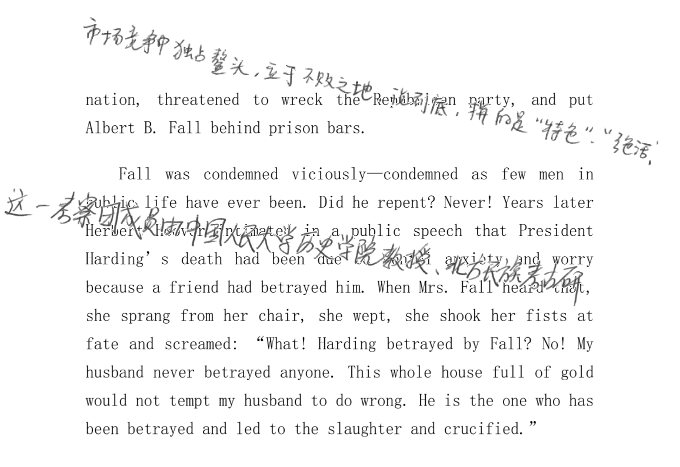 市场竞争中独占鳌头，立于不败之地，说到底，拼的是“特色”、“绝活”，
nation, threatened to wreck the Republican party, and put
Albert B. Fall behind prison bars.
Fall was condemned viciously—condemned as few men in
public life have ever been. Did he repent? Never! Years later
这一考察团成员由中国人民大学历史学院教授、北方民族考古研
Herbert Hoover intimated in a public speech that President
Harding’s death had been due to mental anxiety and worry
because a friend had betrayed him. When Mrs. Fall heard that,
she sprang from her chair, she wept, she shook her fists at
fate and screamed: “What! Harding betrayed by Fall? No! My
husband never betrayed anyone. This whole house full of gold
would not tempt my husband to do wrong. He is the one who has
been betrayed and led to the slaughter and crucified.”